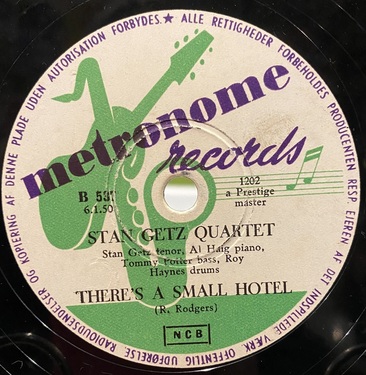 ★ ALLE RETTIGHEDER FORBEHOLDES PRODUCENTEN RESP. EJEREN AF DET INDSPILLEDE VÆRK. OFFENTLIG UDFØRELSE, RADIOUDSENDELSER OG KOPIERING AF DENNE PLADE UDEN AUTORISATION FORBYDES.
metronome
records
1202
a Prestige
master
B 537
6.1.50
STAN GETZ QUARTET
Stan Getz tenor, Al Haig piano,
Tommy Potter bass, Roy
Haynes drums
THERE'S A SMALL HOTEL
(R. Rodgers)
NCB